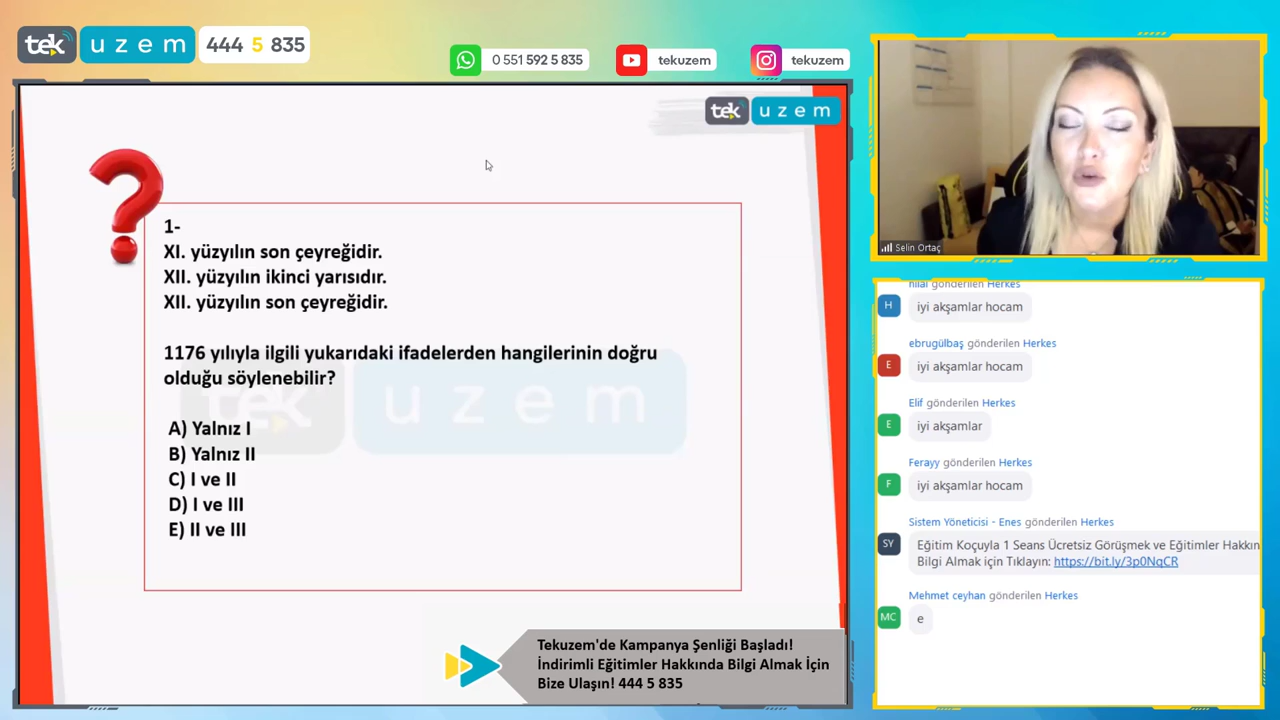 tek uzem 444 5 835
0 551 592 5 835
tekuzem
tekuzem
tek uzem
1-
XI. yüzyılın son çeyreğidir.
XII. yüzyılın ikinci yarısıdır.
XII. yüzyılın son çeyreğidir.
1176 yılıyla ilgili yukarıdaki ifadelerden hangilerinin doğru
olduğu söylenebilir?
A) Yalnız I
B) Yalnız II
C) I ve II
D) I ve III
E) II ve III
tek uzem
Tekuzem'de Kampanya Şenliği Başladı!
İndirimli Eğitimler Hakkında Bilgi Almak İçin
Bize Ulaşın! 444 5 835
Selin Ortaç
hilal gönderilen Herkes
H iyi akşamlar hocam
ebrugülbaş gönderilen Herkes
E iyi akşamlar hocam
Elif gönderilen Herkes
E iyi akşamlar
Ferayy gönderilen Herkes
F iyi akşamlar hocam
Sistem Yöneticisi - Enes gönderilen Herkes
SY Eğitim Koçuyla 1 Seans Ücretsiz Görüşmek ve Eğitimler Hakkın
Bilgi Almak için Tıklayın: https://bit.ly/3p0NqCR
Mehmet ceyhan gönderilen Herkes
MC e